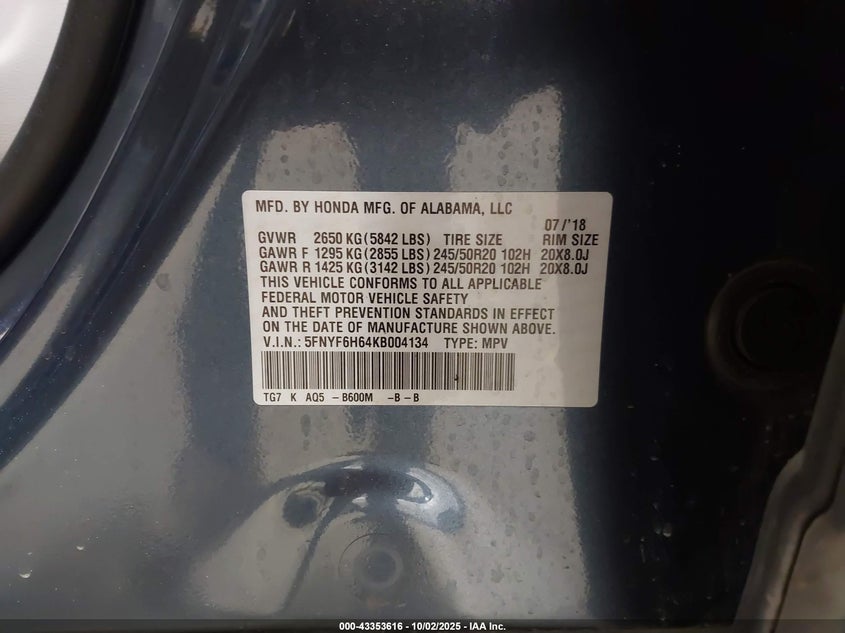 MFD. BY HONDA MFG. OF ALABAMA, LLC
07/'18
GVWR 2650 KG(5842 LBS) TIRE SIZE RIM SIZE
GAWR F 1295 KG(2855 LBS) 245/50R20 102H 20X8.0J
GAWR R 1425 KG(3142 LBS) 245/50R20 102H 20X8.0J
THIS VEHICLE CONFORMS TO ALL APPLICABLE
FEDERAL MOTOR VEHICLE SAFETY
AND THEFT PREVENTION STANDARDS IN EFFECT
ON THE DATE OF MANUFACTURE SHOWN ABOVE.
V.I.N.: 5FNYF6H64KB004134 TYPE: MPV
TG7 K AQ5 -B600M -B-B
000-43353616 - 10/02/2025 - IAA Inc.